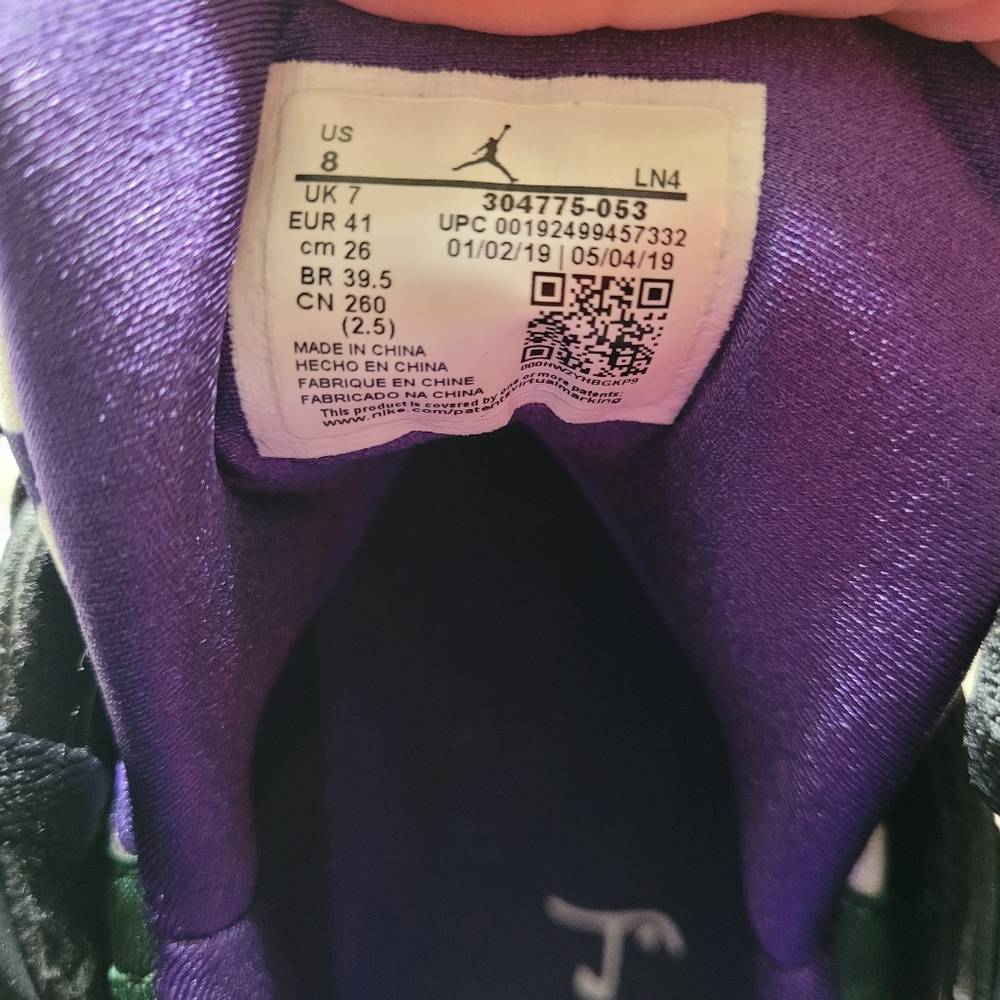 US
8
LN4
UK 7
304775-053
EUR 41
UPC 00192499457332
cm 26
01/02/19 | 05/04/19
BR 39.5
CN 260
(2.5)
MADE IN CHINA
HECHO EN CHINA
FABRIQUE EN CHINE
FABRICADO NA CHINA
000HW2YHBGKP9
This product is covered by one or more patents:
www.nike.com/patentsvirtualmarking